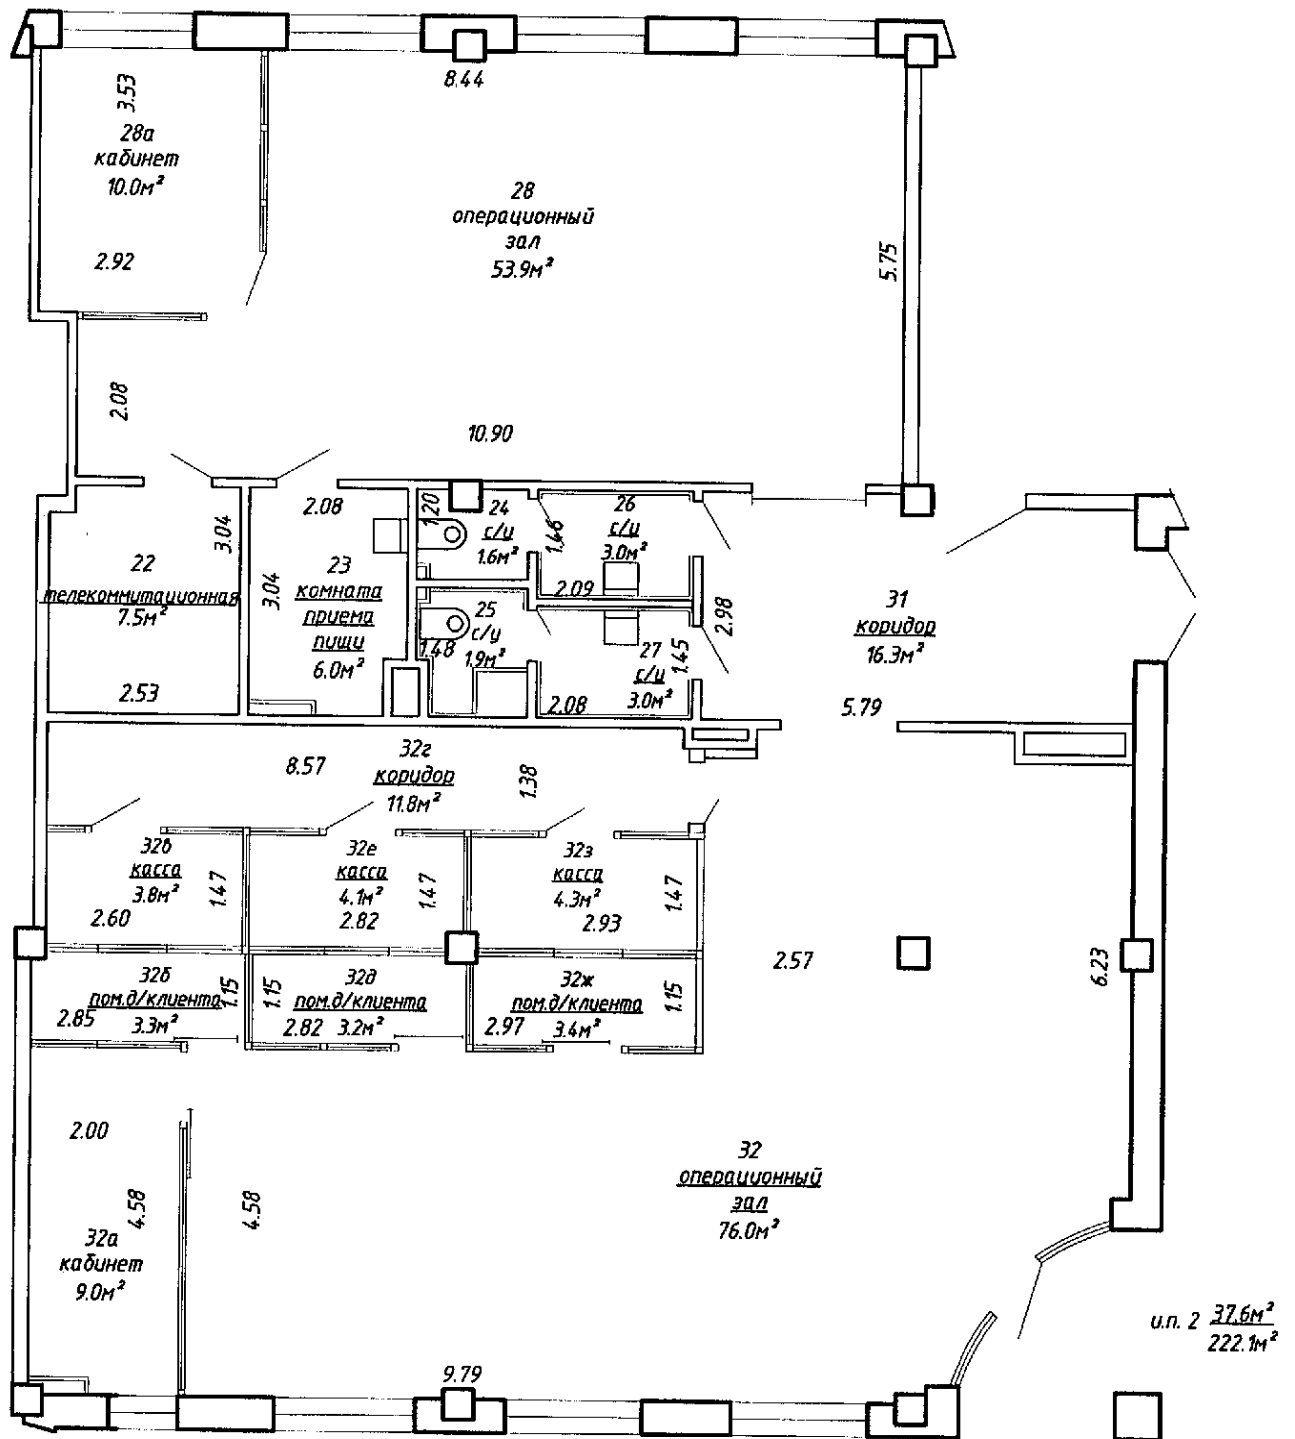 8.44
3.53
28а
кабинет
10.0м²
2.92
28
операционный
зал
53.9м²
5.75
2.08
10.90
22
телекоммутационная
7.5м²
3.04
2.53
2.08
3.04
23
комната
приема
пищи
6.0м²
1.20
24
с/у
1.6м²
1.46
26
с/у
3.0м²
2.09
25
с/у
1.9м²
1.48
27
с/у
3.0м²
1.45
2.08
2.98
31
коридор
16.3м²
5.79
8.57
32г
коридор
11.8м²
1.38
32в
касса
3.8м²
1.47
2.60
32е
касса
4.1м²
2.82
1.47
32з
касса
4.3м²
2.93
1.47
2.57
6.23
32б
пом.д/клиента
3.3м²
2.85
1.15
1.15
32д
пом.д/клиента
3.2м²
2.82
32ж
пом.д/клиента
3.4м²
2.97
1.15
2.00
4.58
4.58
32а
кабинет
9.0м²
32
операционный
зал
76.0м²
9.79
и.п. 2 37.6м²
222.1м²